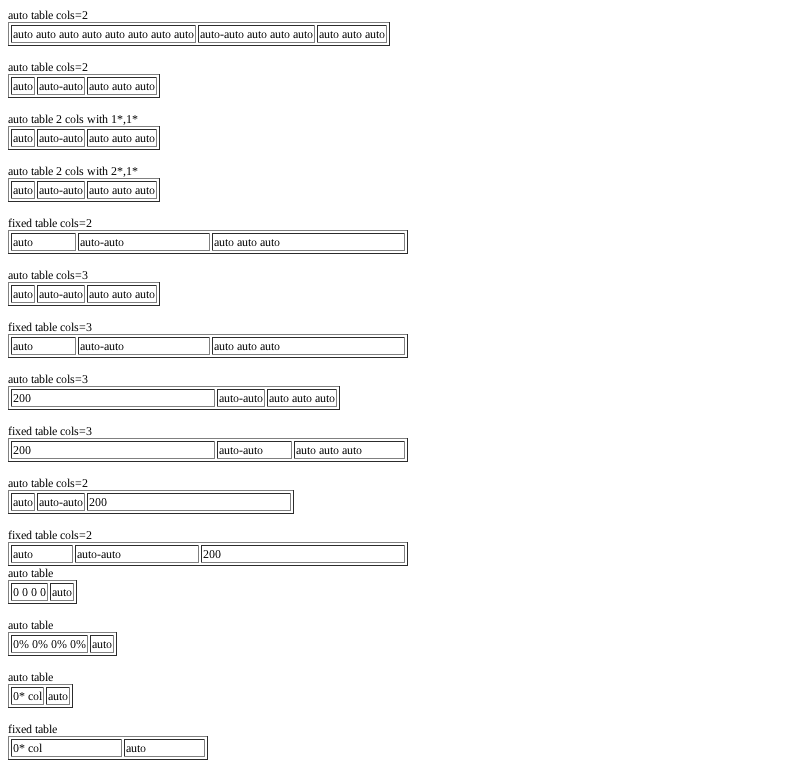 auto table cols=2
auto auto auto auto auto auto auto auto auto-auto auto auto auto auto auto auto
auto table cols=2
auto auto-auto auto auto auto
auto table 2 cols with 1*,1*
auto auto-auto auto auto auto
auto table 2 cols with 2*,1*
auto auto-auto auto auto auto
fixed table cols=2
auto auto-auto auto auto auto
auto table cols=3
auto auto-auto auto auto auto
fixed table cols=3
auto auto-auto auto auto auto
auto table cols=3
200 auto-auto auto auto auto
fixed table cols=3
200 auto-auto auto auto auto
auto table cols=2
auto auto-auto 200
fixed table cols=2
auto auto-auto 200
auto table
0 0 0 0 auto
auto table
0% 0% 0% 0% auto
auto table
0* col auto
fixed table
0* col auto